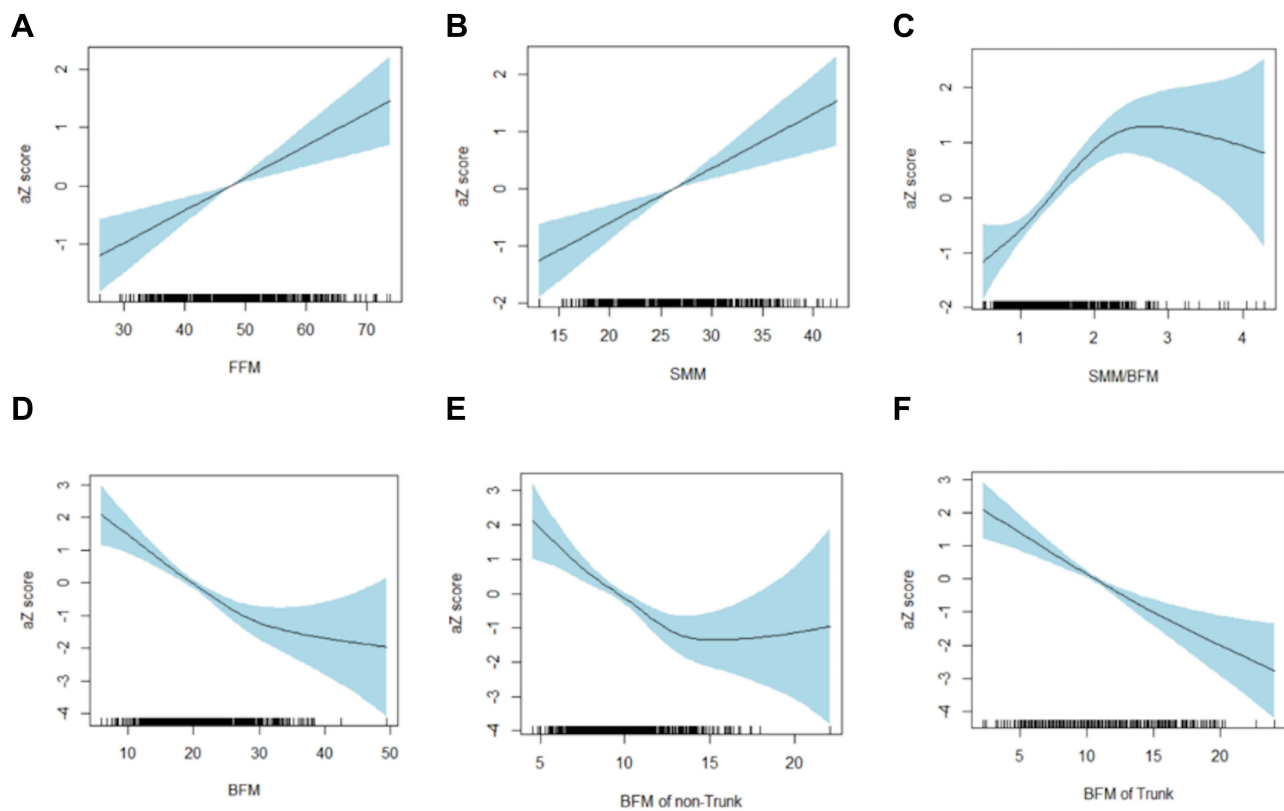 A B C
2
1
0
-1
aZ score
30 40 50 60 70
FFM
2
1
0
-1
-2
aZ score
15 20 25 30 35 40
SMM
2
1
0
-1
-2
aZ score
1 2 3 4
SMM/BFM
D E F
3
2
1
0
-1
-2
-3
-4
aZ score
10 20 30 40 50
BFM
3
2
1
0
-1
-2
-3
-4
aZ score
5 10 15 20
BFM of non-Trunk
3
2
1
0
-1
-2
-3
-4
aZ score
5 10 15 20
BFM of Trunk